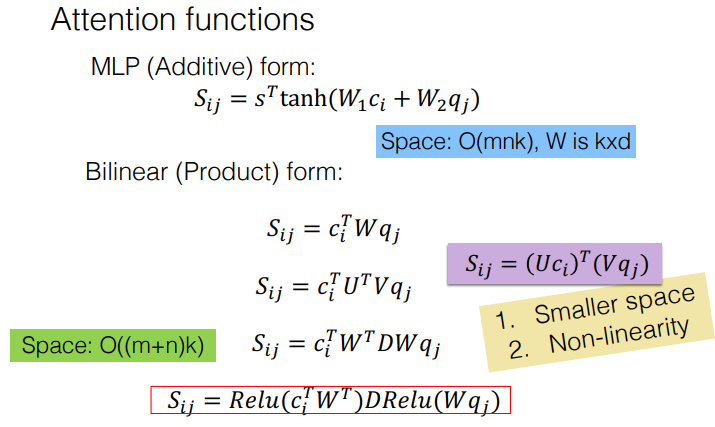 Attention functions
MLP (Additive) form:
S_{ij} = s^T tanh(W_1 c_i + W_2 q_j)
Space: O(mnk), W is kxd
Bilinear (Product) form:
S_{ij} = c_i^T W q_j
S_{ij} = (Uc_i)^T (Vq_j)
S_{ij} = c_i^T U^T V q_j
1. Smaller space
2. Non-linearity
Space: O((m+n)k)
S_{ij} = c_i^T W^T D W q_j
S_{ij} = Relu(c_i^T W^T) D Relu(W q_j)